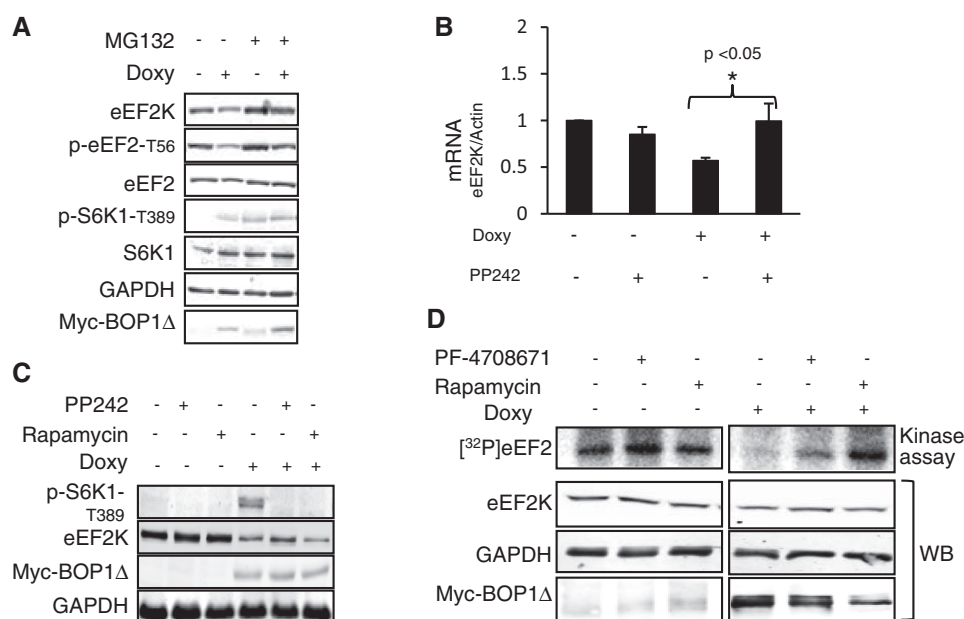 A
MG132 - - + +
Doxy - + - +
eEF2K
p-eEF2-T56
eEF2
p-S6K1-T389
S6K1
GAPDH
Myc-BOP1Δ
B
2
1.5
1
0.5
0
mRNA
eEF2K/Actin
p <0.05
*
Doxy - - + +
PP242 - + - +
C
PP242 - + - - + -
Rapamycin - - + - - +
Doxy - - - + + +
p-S6K1-
T389
eEF2K
Myc-BOP1Δ
GAPDH
D
PF-4708671 - + - - + -
Rapamycin - - + - - +
Doxy - - - + + +
[³²P]eEF2
Kinase
assay
eEF2K
GAPDH
Myc-BOP1Δ
WB